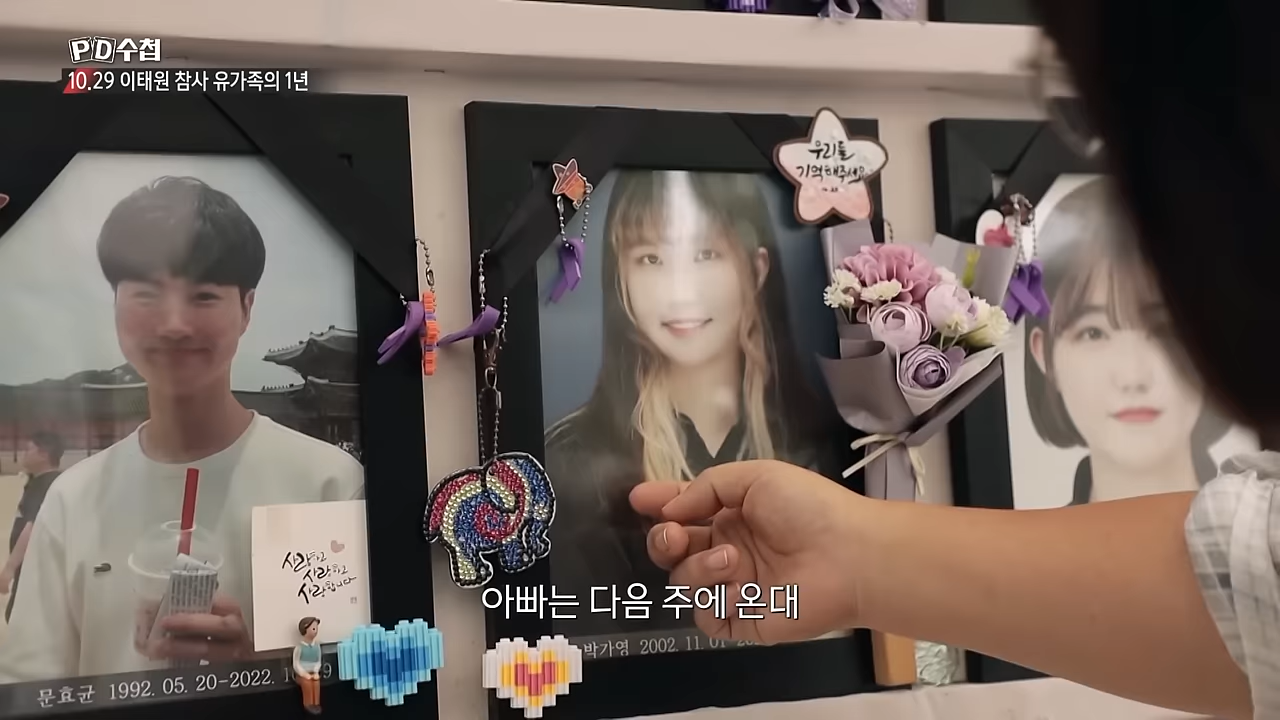 PD수첩
10.29 이태원 참사 유가족의 1년
우리를
기억해주세요
사랑하고
사랑하고
사랑합니다
아빠는 다음 주에 온대
문효균 1992. 05. 20-2022. 1
박가영 2002. 11. 01